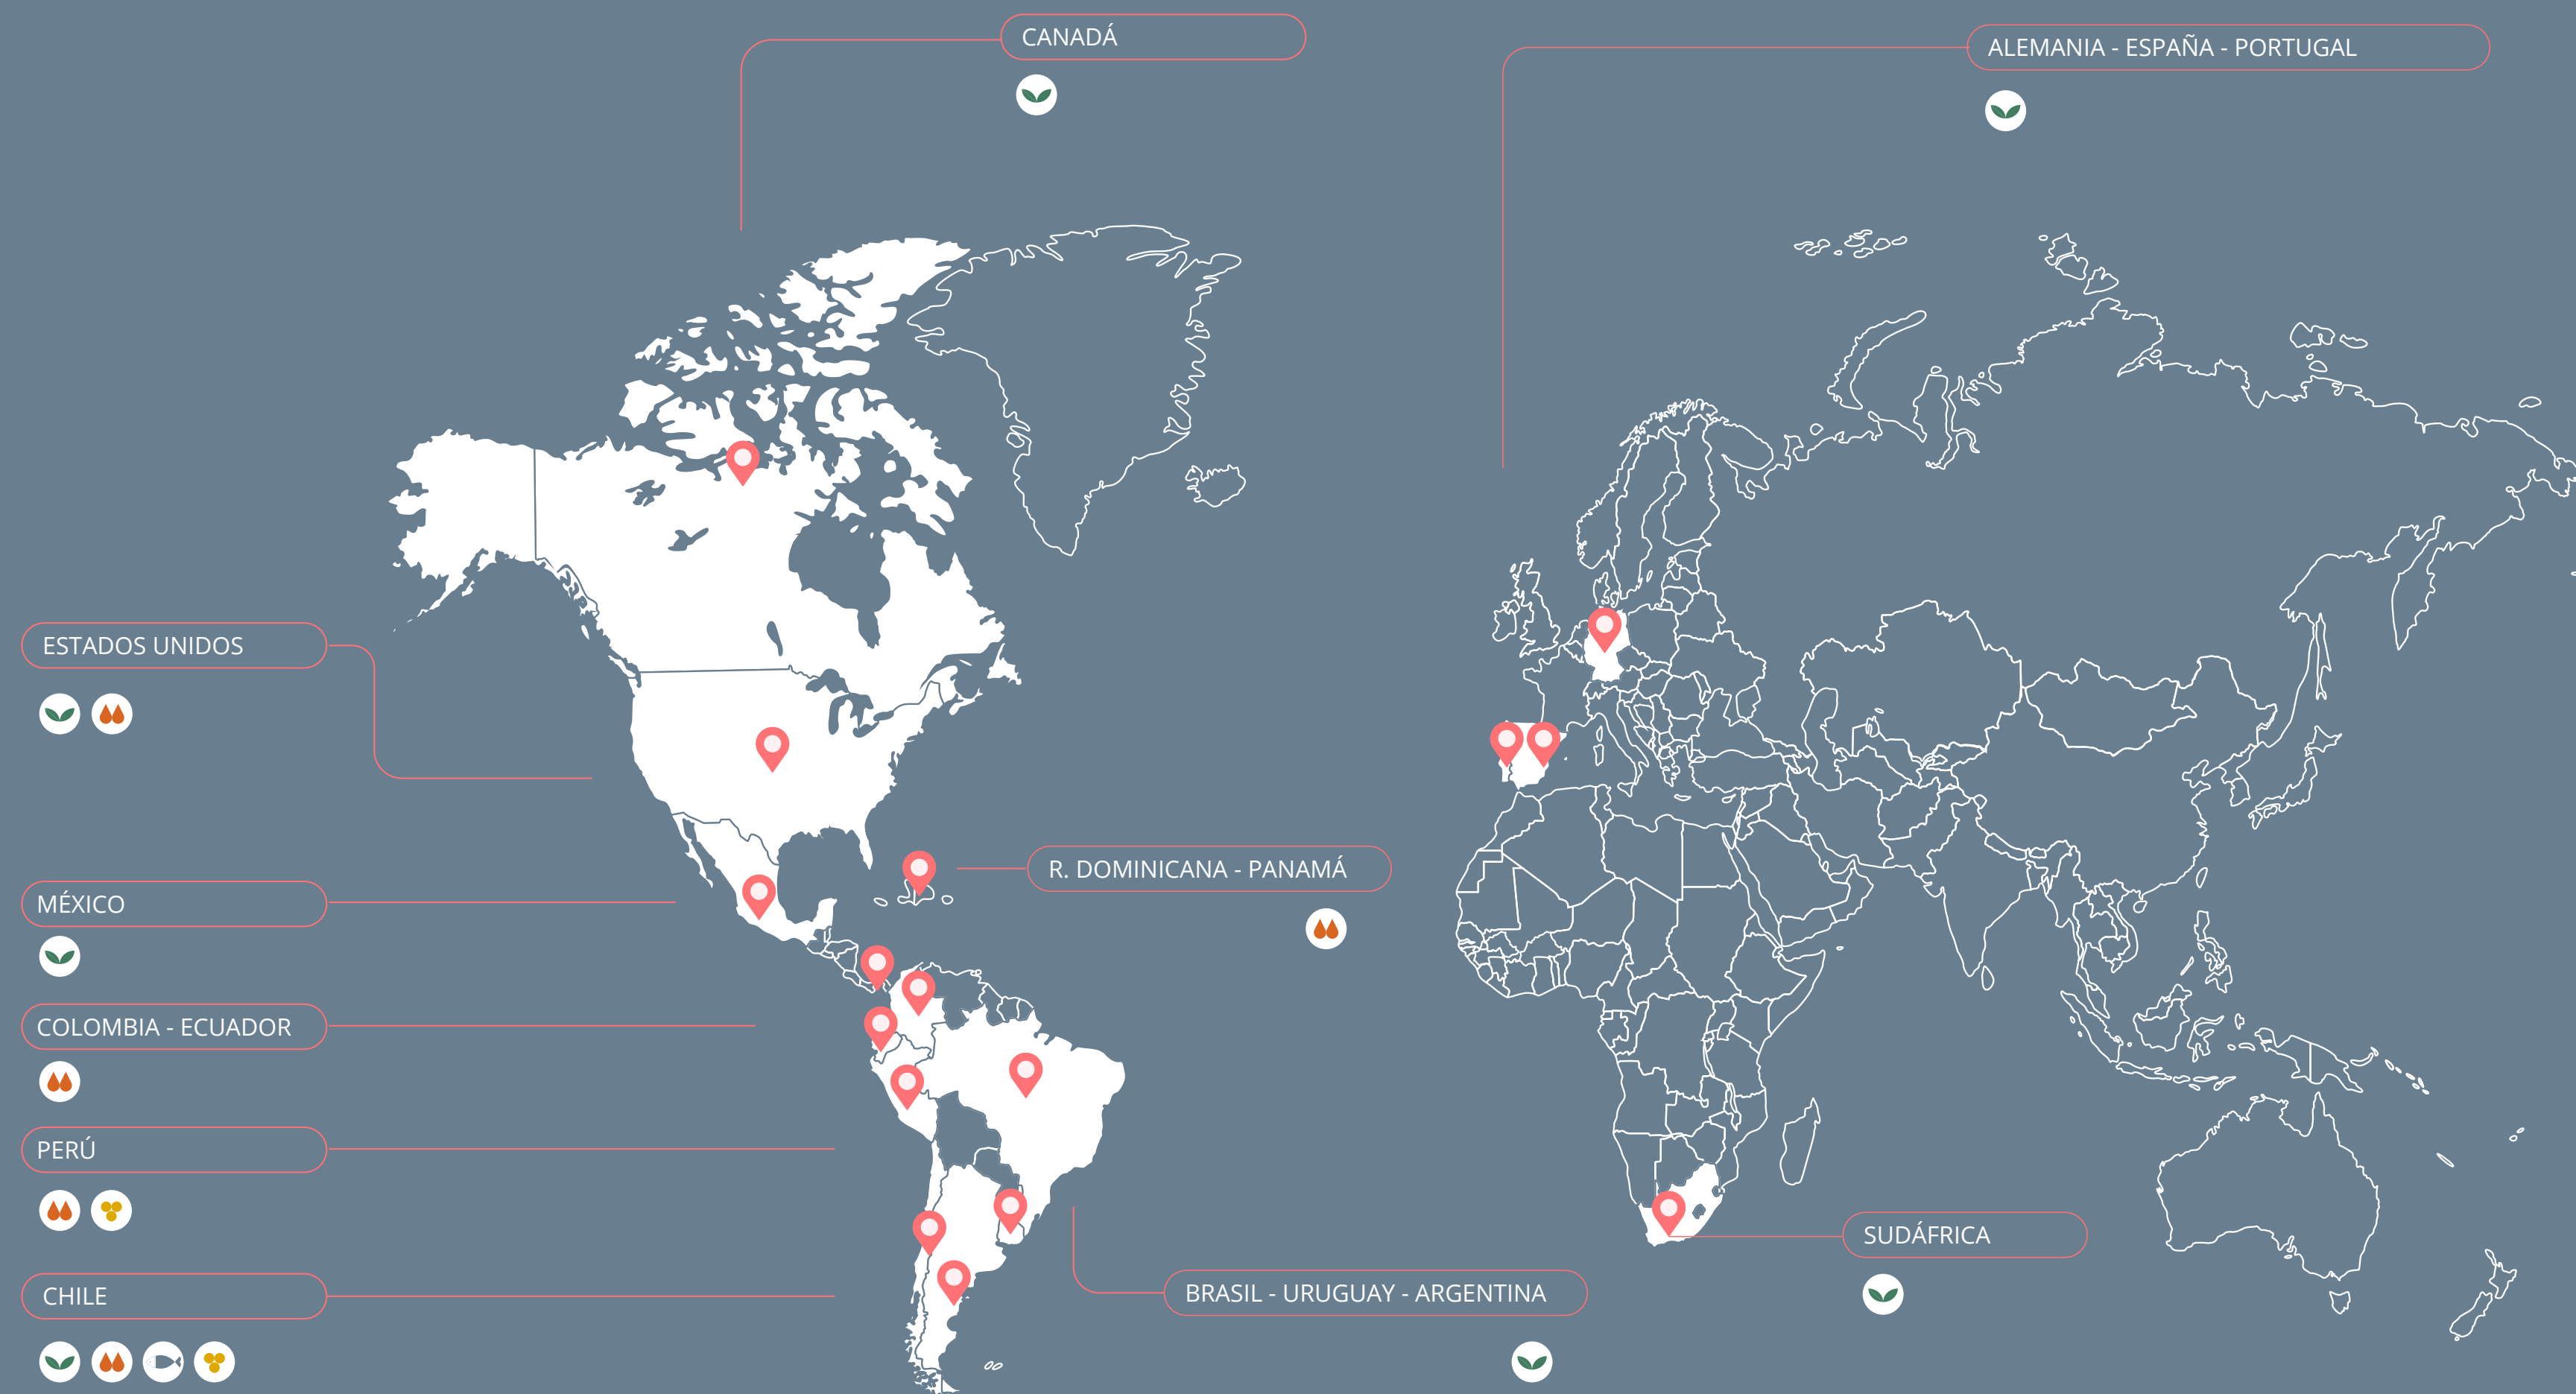 CANADÁ
ALEMANIA - ESPAÑA - PORTUGAL
ESTADOS UNIDOS
R. DOMINICANA - PANAMÁ
MÉXICO
COLOMBIA - ECUADOR
PERÚ
SUDÁFRICA
BRASIL - URUGUAY - ARGENTINA
CHILE